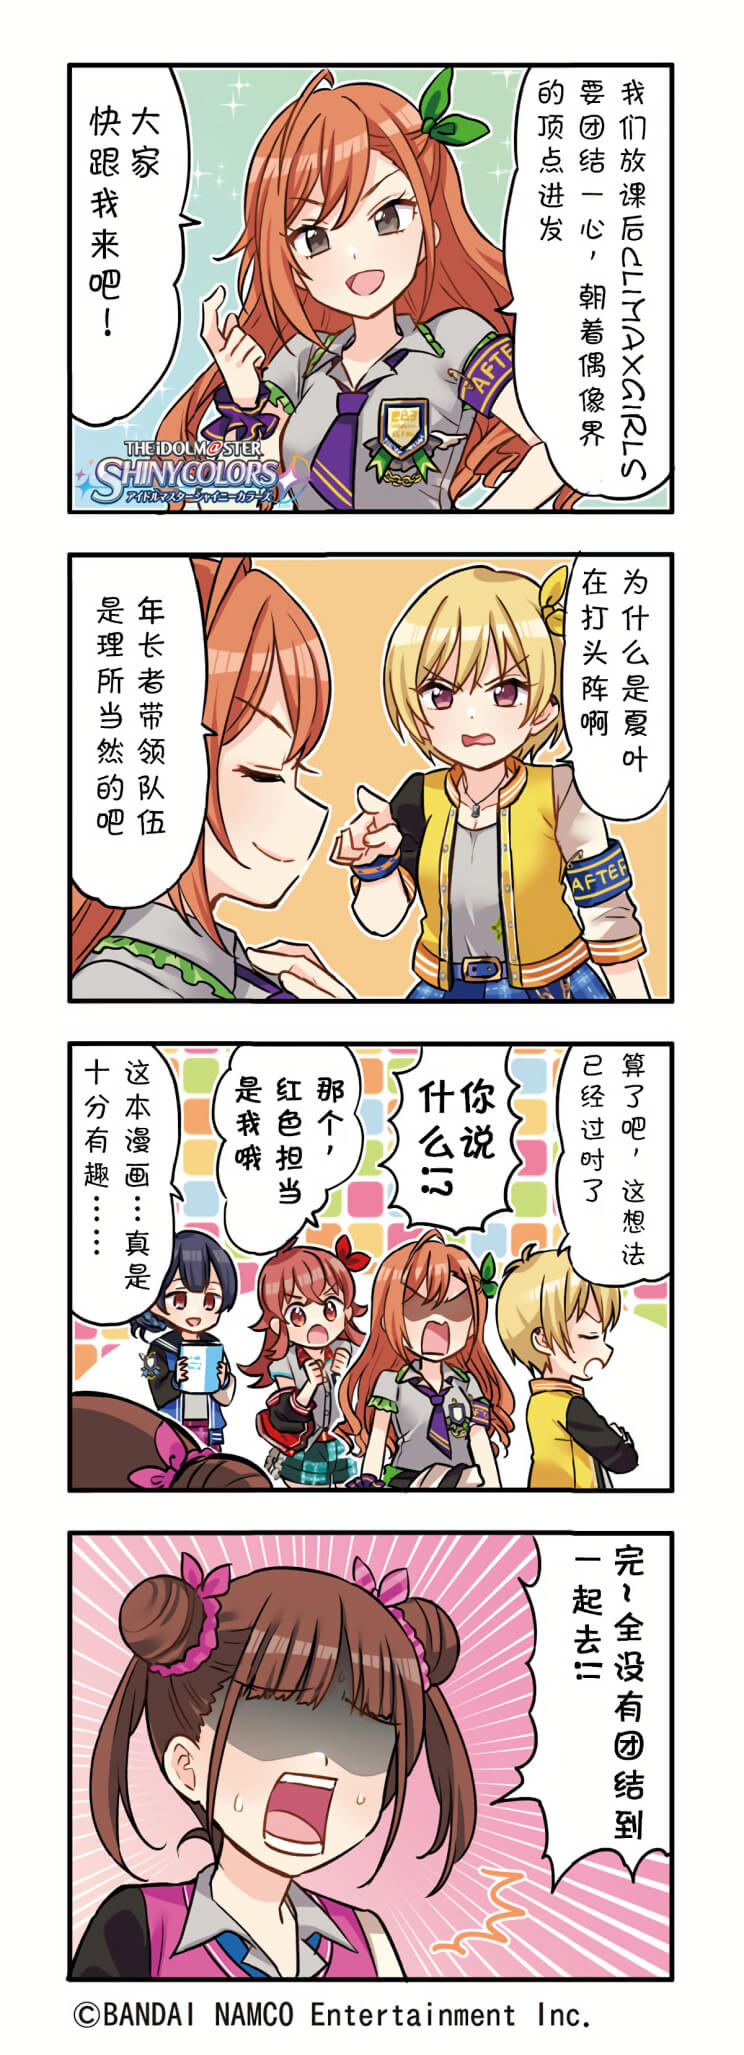 我们放课后CLIMAXGIRLS
要团结一心，朝着偶像界
的顶点进发
大家
快跟我来吧！
AFTE
283
THE iDOLM@STER
SHINYCOLORS
アイドルマスターシャイニーカラーズ
为什么是夏叶
在打头阵啊
年长者带领队伍
是理所当然的吧
AFTER
算了吧，这想法
已经过时了
你说
什么!?
那个，
红色担当
是我哦
这本漫画…真是
十分有趣……
完~全没有团结到
一起去!!
©BANDAI NAMCO Entertainment Inc.